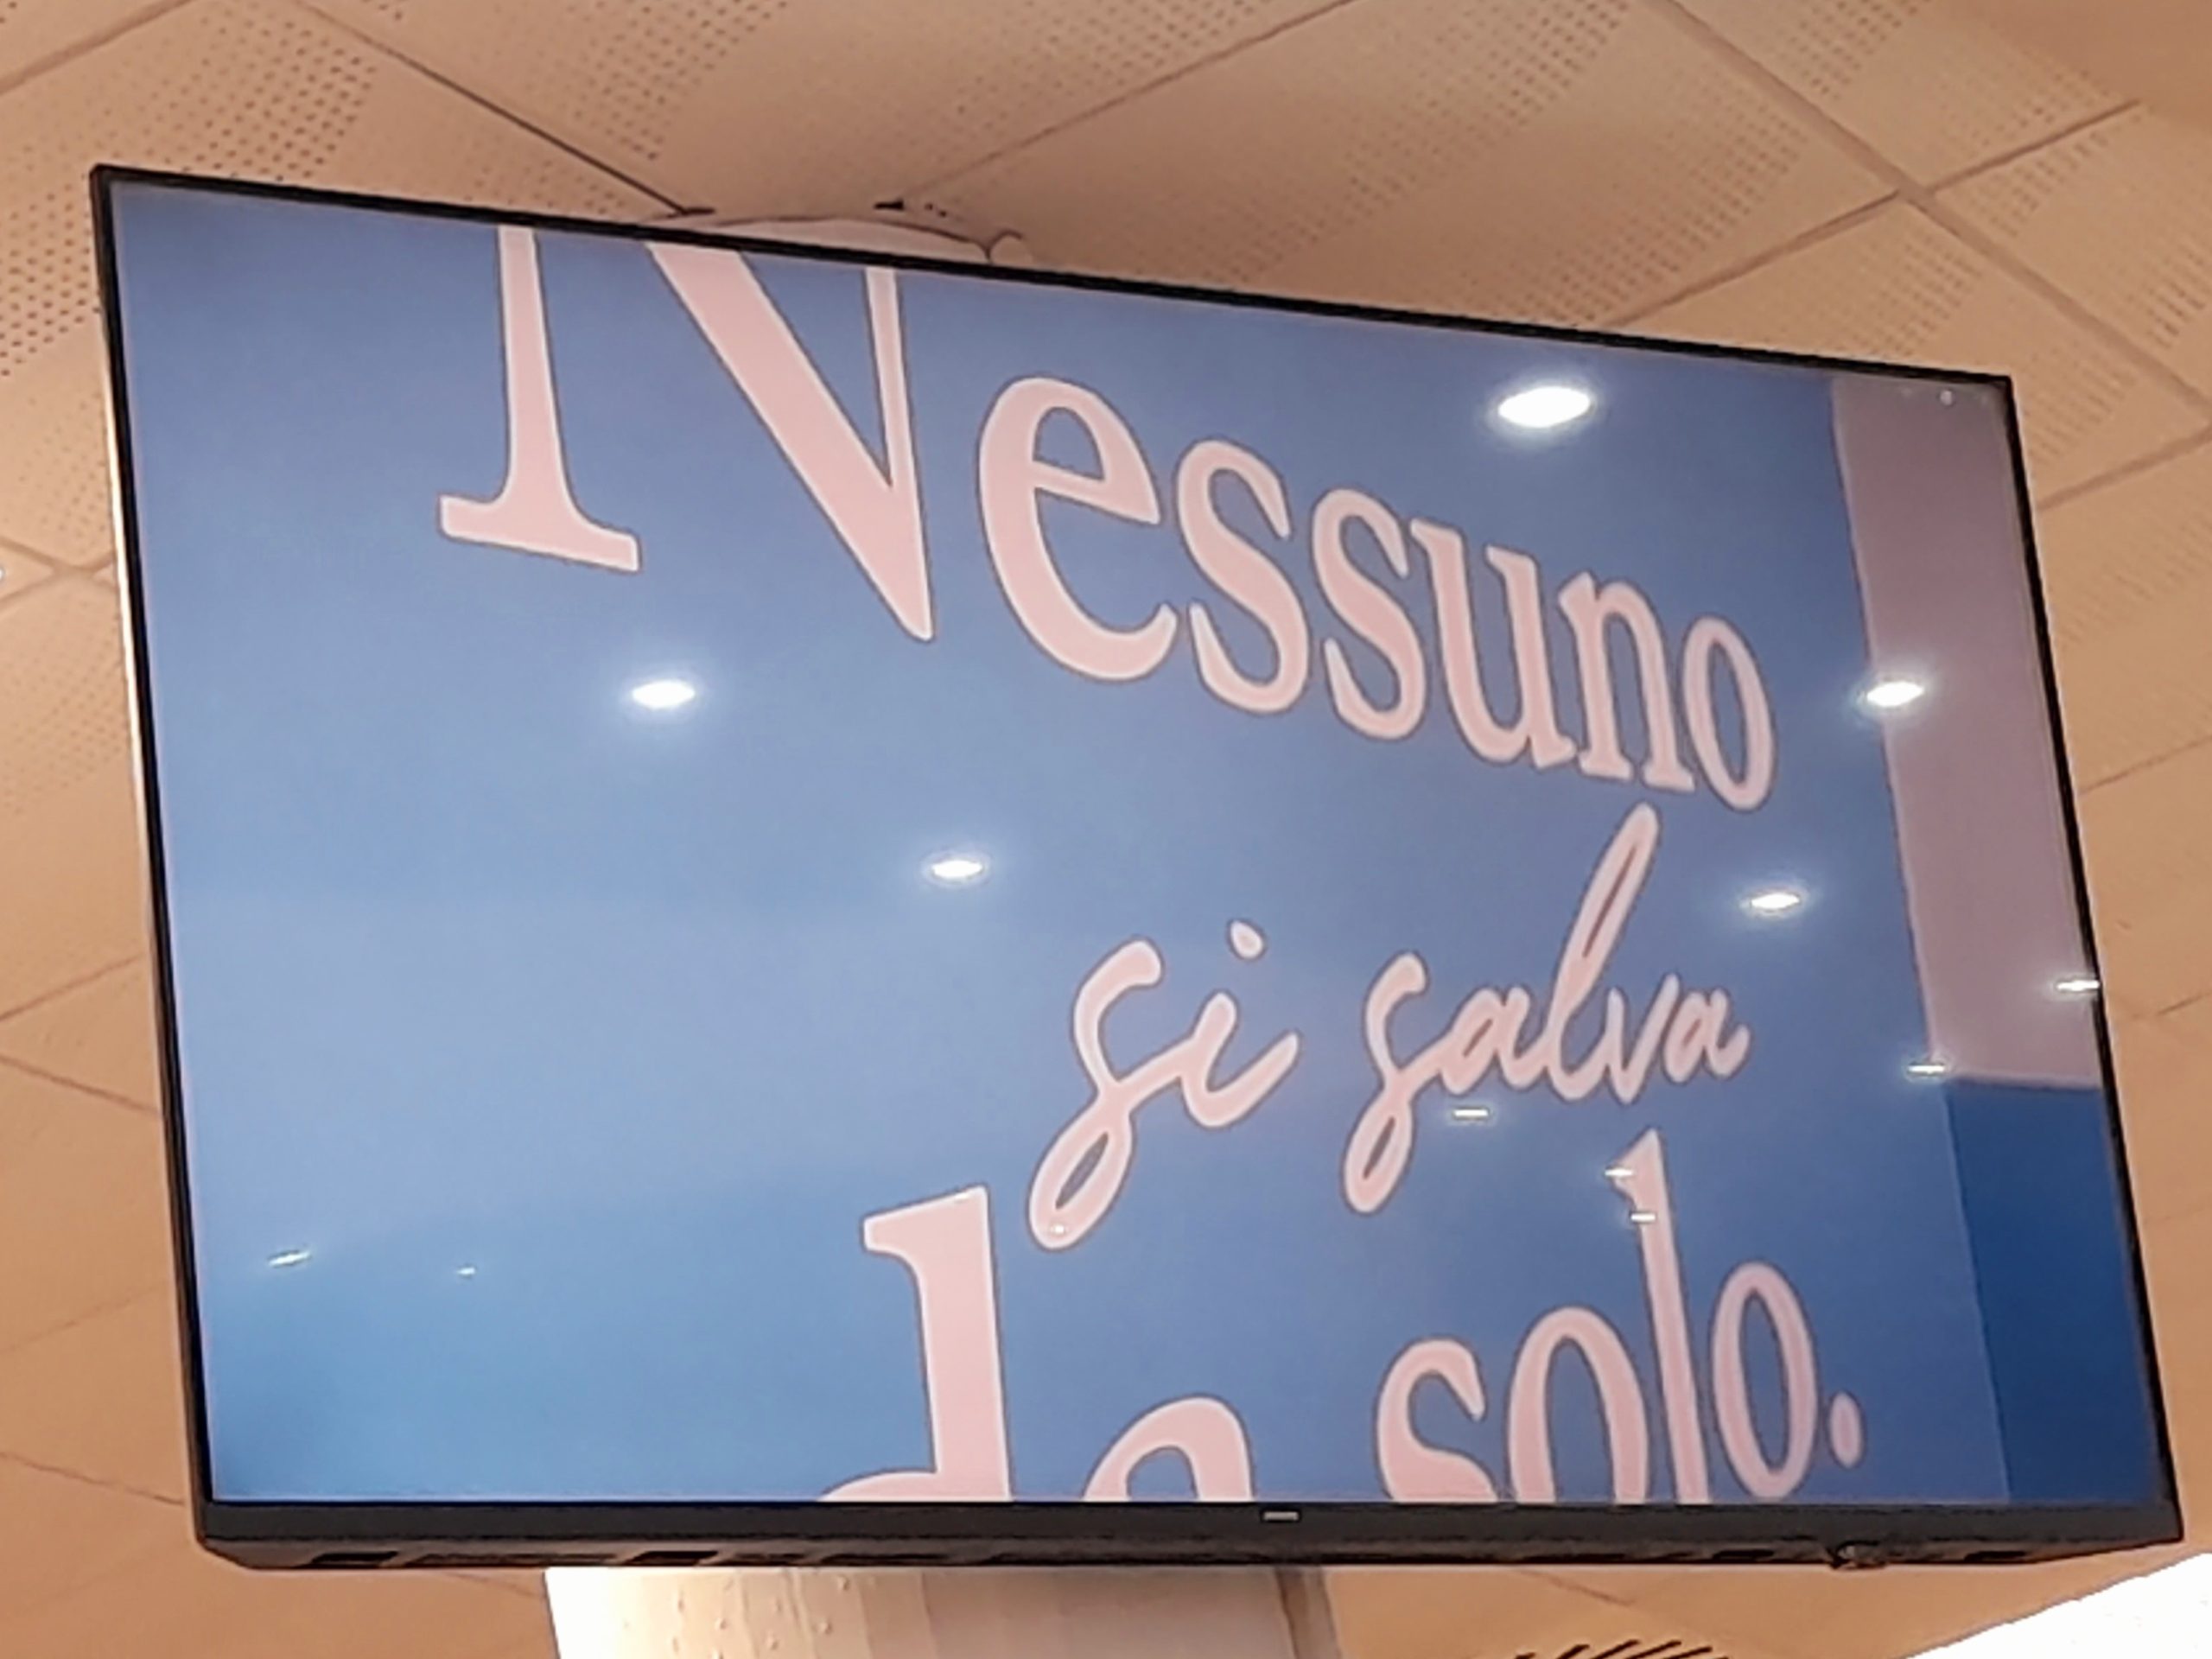 Nessuno
si salva
da solo.